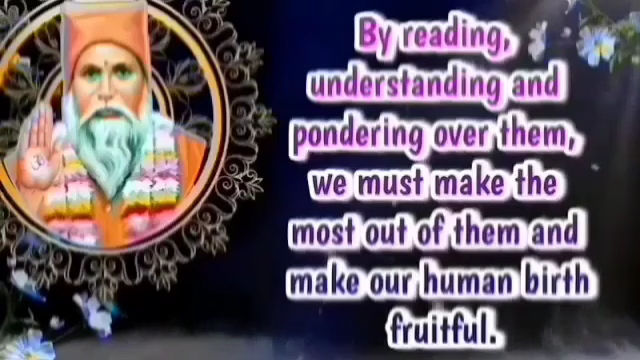 By reading,
understanding and
pondering over them,
we must make the
most out of them and
make our human birth
fruitful.